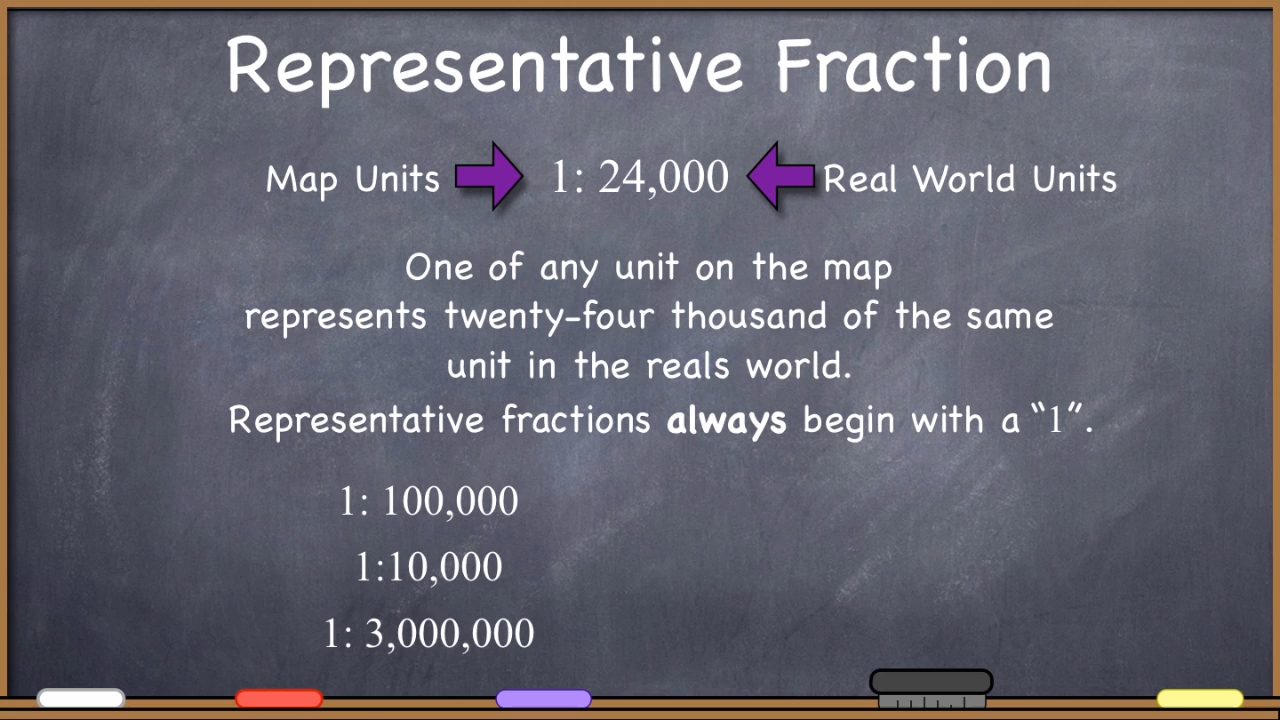 Representative Fraction
Map Units 1: 24,000 Real World Units
One of any unit on the map
represents twenty-four thousand of the same
unit in the reals world.
Representative fractions always begin with a “1”.
1: 100,000
1:10,000
1: 3,000,000